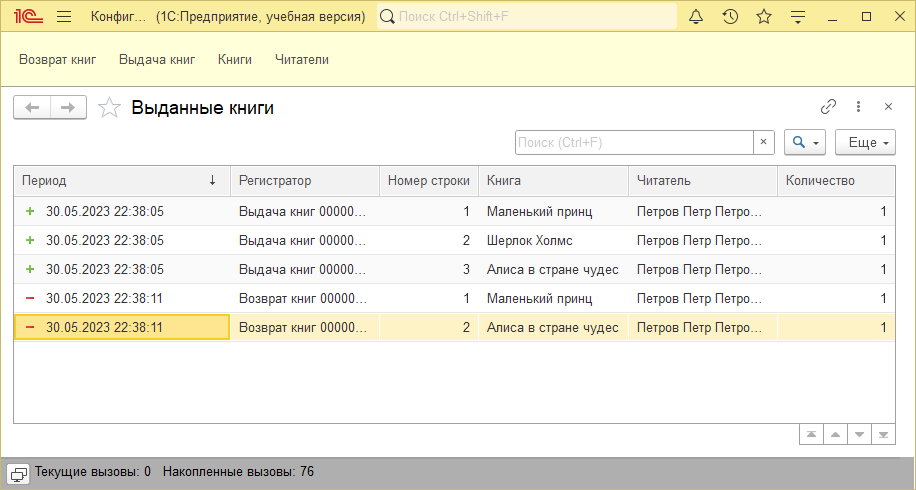 1С Конфиг... (1С:Предприятие, учебная версия) Поиск Ctrl+Shift+F
Возврат книг Выдача книг Книги Читатели
Выданные книги
Поиск (Ctrl+F) × Еще
Период ↓ Регистратор Номер строки Книга Читатель Количество
+ 30.05.2023 22:38:05 Выдача книг 00000... 1 Маленький принц Петров Петр Петро... 1
+ 30.05.2023 22:38:05 Выдача книг 00000... 2 Шерлок Холмс Петров Петр Петро... 1
+ 30.05.2023 22:38:05 Выдача книг 00000... 3 Алиса в стране чудес Петров Петр Петро... 1
− 30.05.2023 22:38:11 Возврат книг 00000... 1 Маленький принц Петров Петр Петро... 1
− 30.05.2023 22:38:11 Возврат книг 00000... 2 Алиса в стране чудес Петров Петр Петро... 1
Текущие вызовы: 0 Накопленные вызовы: 76